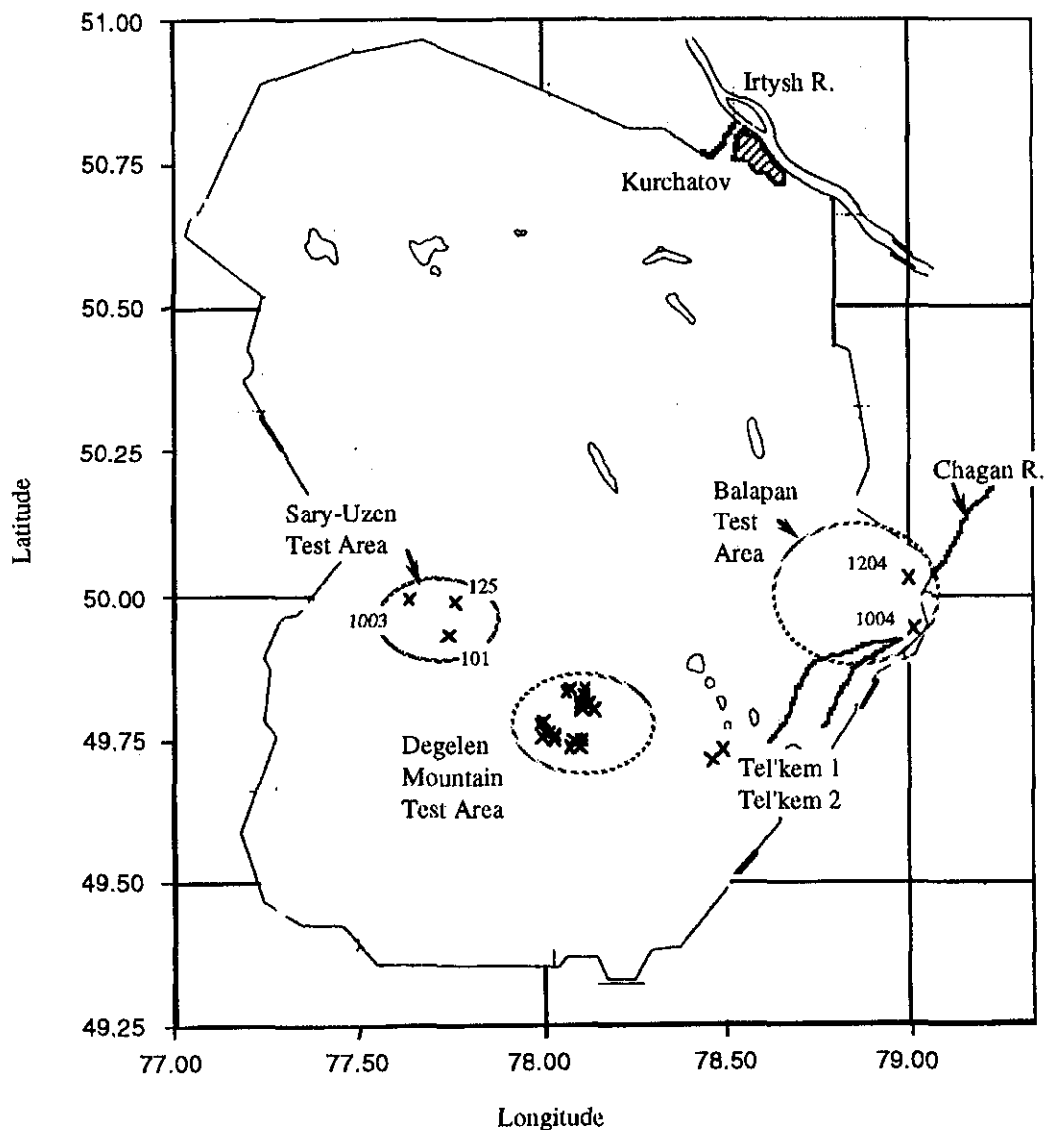 51.00
Irtysh R.
50.75
Kurchatov
50.50
50.25
Chagan R.
Balapan
Test
Area
Latitude
Sary-Uzen
Test Area
1204
125
50.00
1003
1004
101
49.75
Degelen
Mountain
Test Area
Tel'kem 1
Tel'kem 2
49.50
49.25
77.00
77.50
78.00
78.50
79.00
Longitude